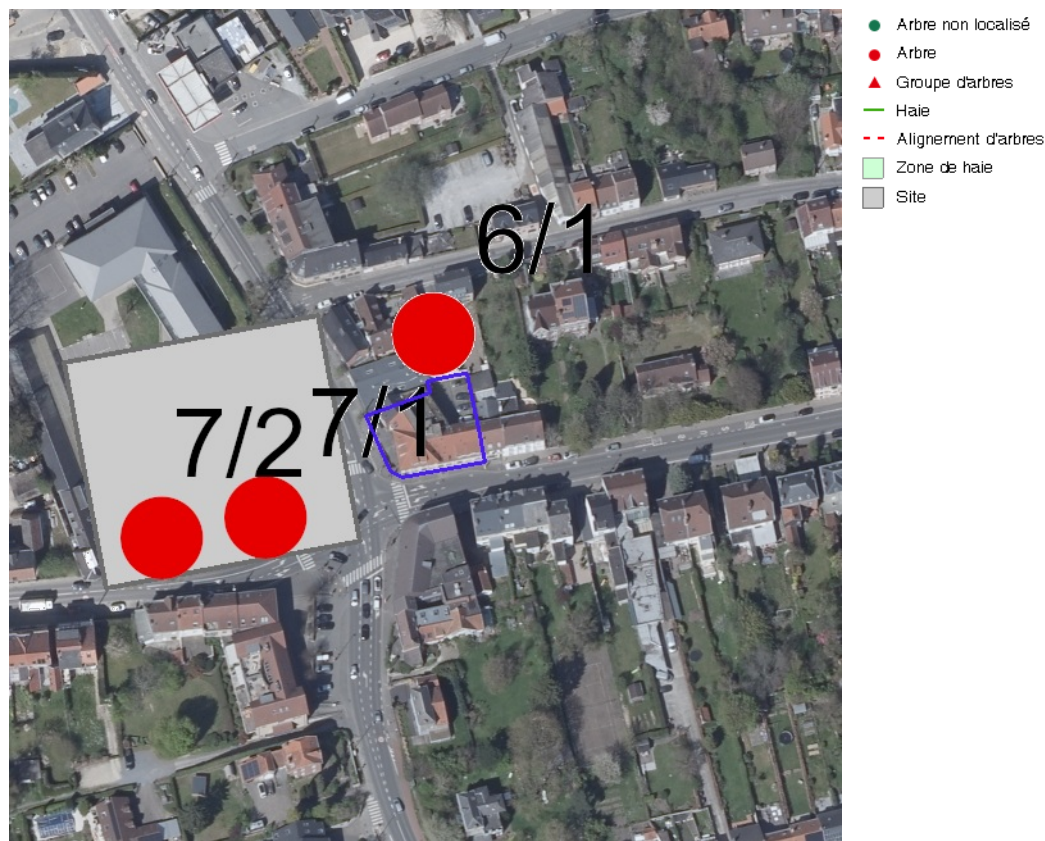 Arbre non localisé
Arbre
Groupe d'arbres
Haie
Alignement d'arbres
Zone de haie
Site
6/1
7/1
7/2